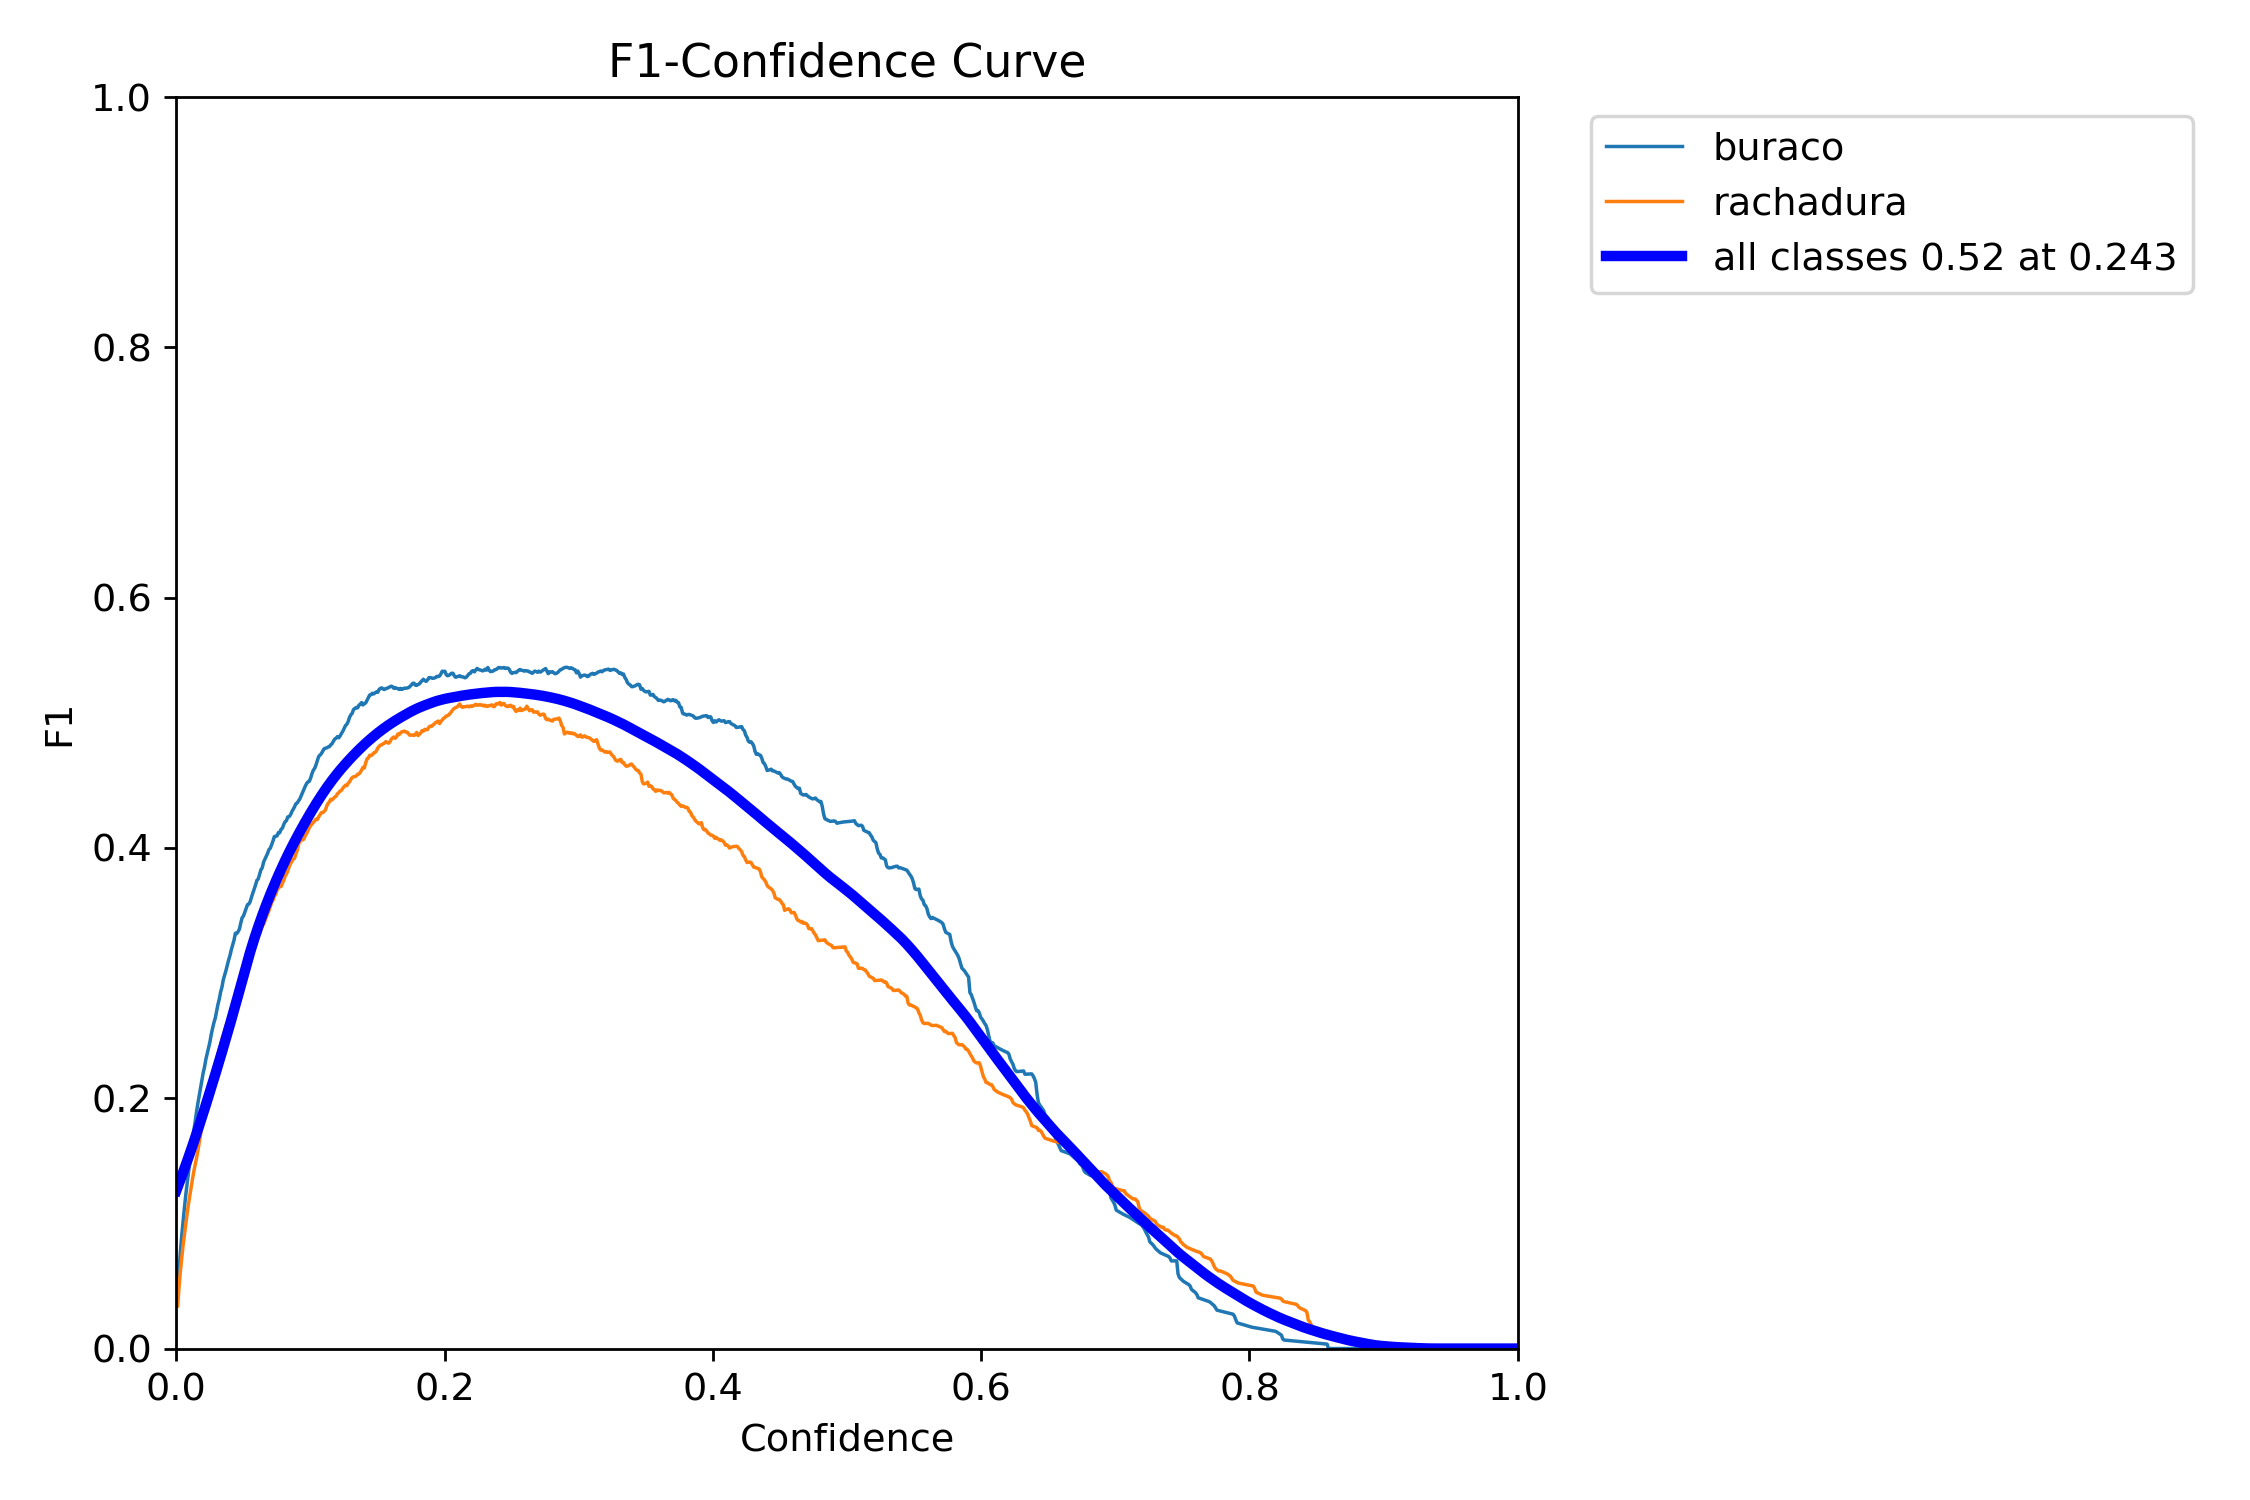 F1-Confidence Curve
1.0
0.8
0.6
0.4
0.2
0.0
F1
0.0 0.2 0.4 0.6 0.8 1.0
Confidence
buraco
rachadura
all classes 0.52 at 0.243